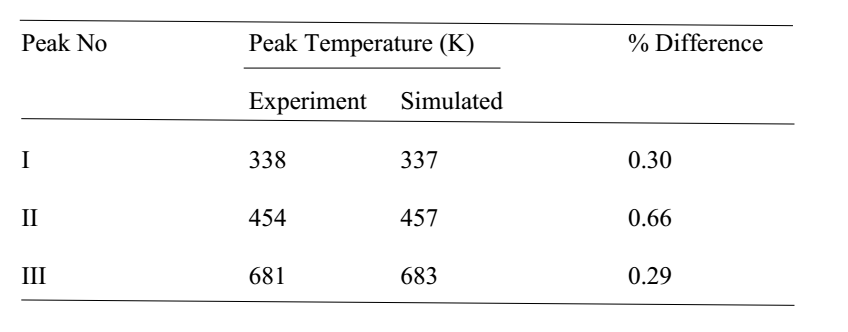 Peak No Peak Temperature (K) % Difference
Experiment Simulated
I 338 337 0.30
II 454 457 0.66
III 681 683 0.29